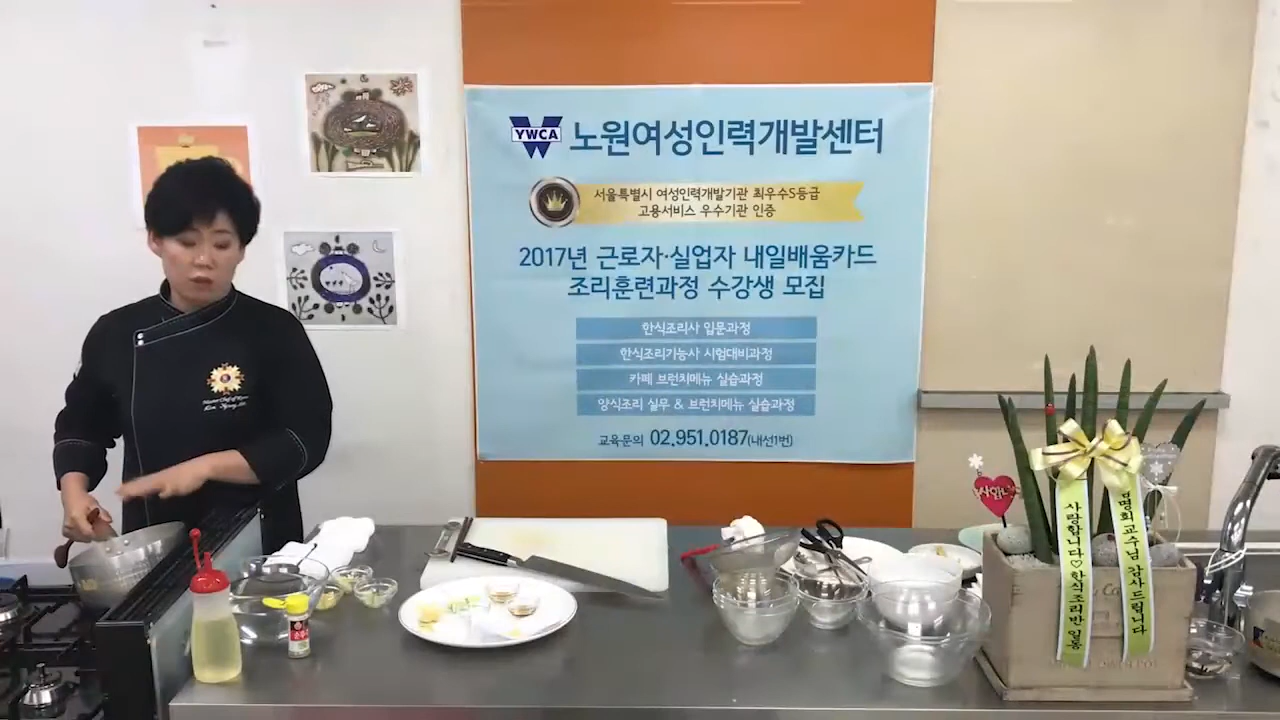 YWCA 노원여성인력개발센터
서울특별시 여성인력개발기관 최우수S등급
고용서비스 우수기관 인증
2017년 근로자·실업자 내일배움카드
조리훈련과정 수강생 모집
한식조리사 입문과정
한식조리기능사 시험대비과정
카페 브런치메뉴 실습과정
양식조리 실무 & 브런치메뉴 실습과정
교육문의 02.951.0187(내선1번)
사랑합니다♡한식조리반 일동
명희교수님 감사드립니다